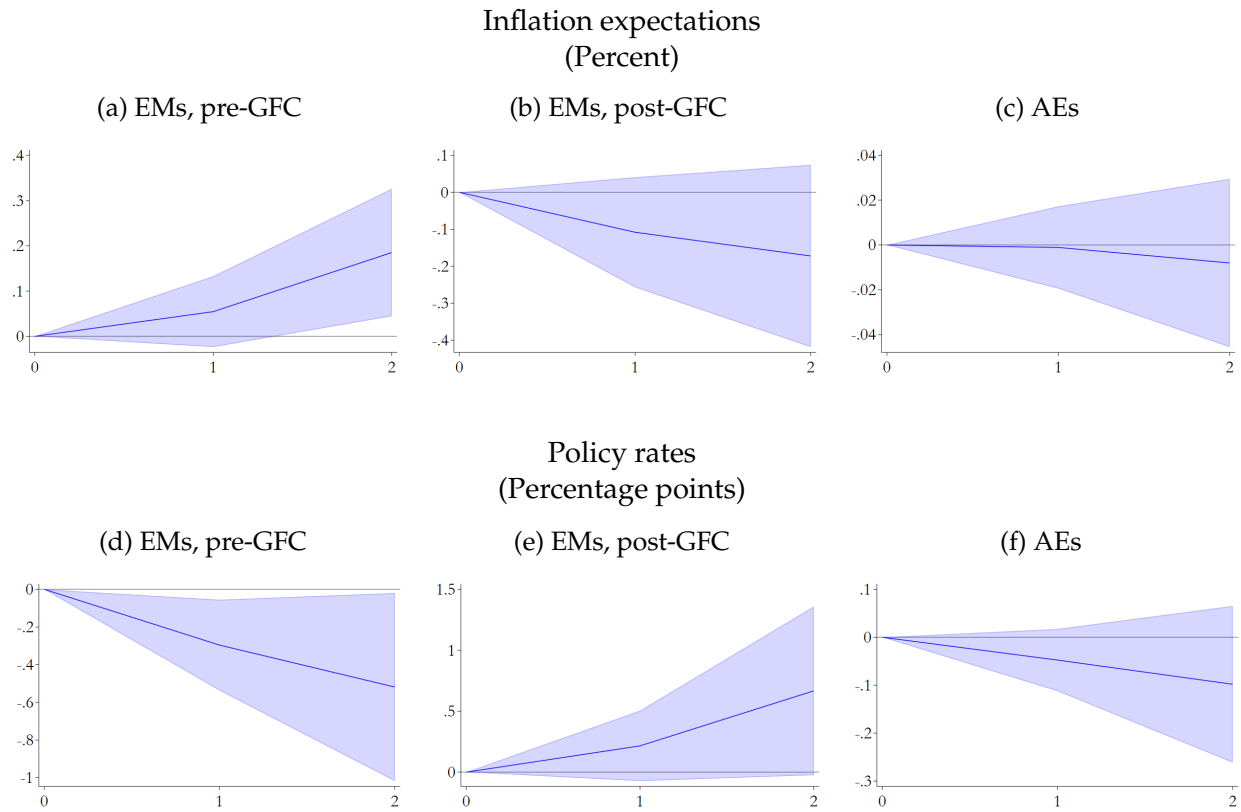 Inflation expectations
(Percent)
(a) EMs, pre-GFC
(b) EMs, post-GFC
(c) AEs
.4
.3
.2
.1
0
0 1 2
.1
0
-.1
-.2
-.3
-.4
0 1 2
.04
.02
0
-.02
-.04
0 1 2
Policy rates
(Percentage points)
(d) EMs, pre-GFC
(e) EMs, post-GFC
(f) AEs
0
-.2
-.4
-.6
-.8
-1
0 1 2
1.5
1
.5
0
0 1 2
.1
0
-.1
-.2
-.3
0 1 2